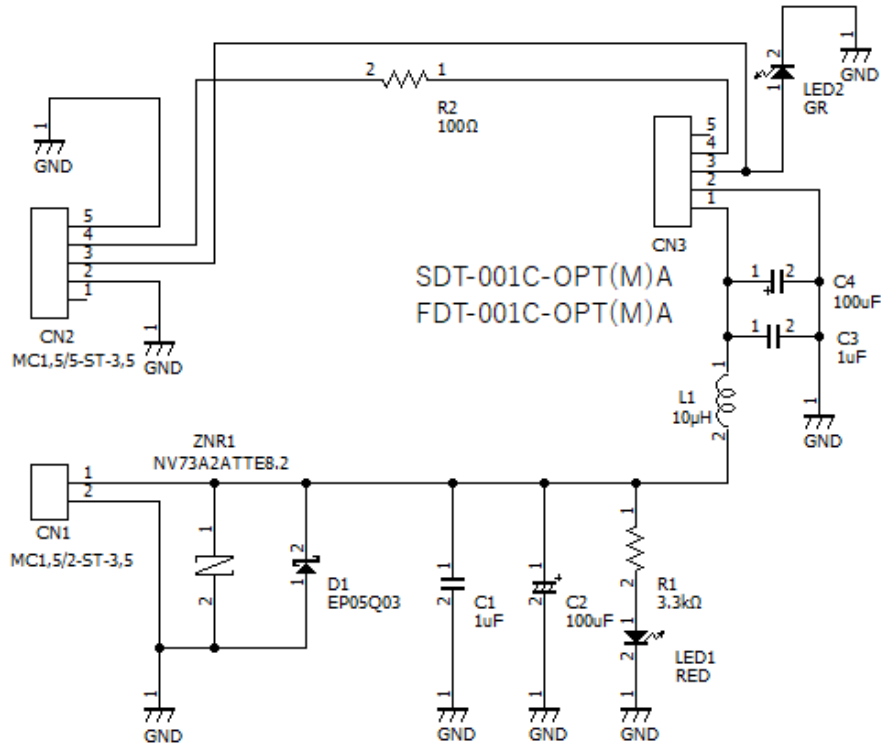 2
1
R2
100Ω
1
2
1
LED2
GR
1
GND
1
GND
5
4
3
2
1
CN3
5
4
3
2
1
CN2
MC1,5/5-ST-3,5
1
GND
SDT-001C-OPT(M)A
FDT-001C-OPT(M)A
1
2
C4
100uF
1
2
C3
1uF
1
L1
10μH
2
1
GND
ZNR1
NV73A2ATTE8.2
1
2
CN1
MC1,5/2-ST-3,5
1
2
2
1
D1
EP05Q03
1
2
C1
1uF
1
+
2
C2
100uF
1
2
R1
3.3kΩ
1
2
LED1
RED
1
GND
1
GND
1
GND
1
GND